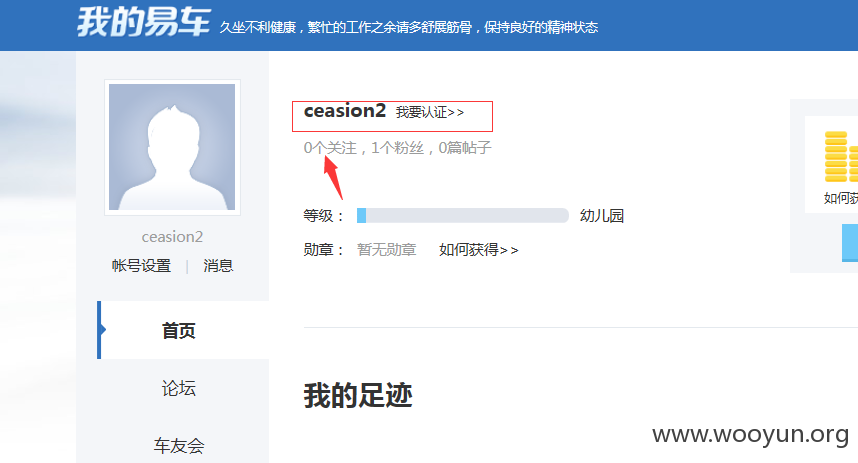 我的易车 久坐不利健康，繁忙的工作之余请多舒展筋骨，保持良好的精神状态
ceasion2 我要认证>>
0个关注，1个粉丝，0篇帖子
等级： 幼儿园
勋章： 暂无勋章 如何获得>>
如何获
ceasion2
帐号设置 | 消息
首页
论坛
车友会
我的足迹
www.wooyun.org